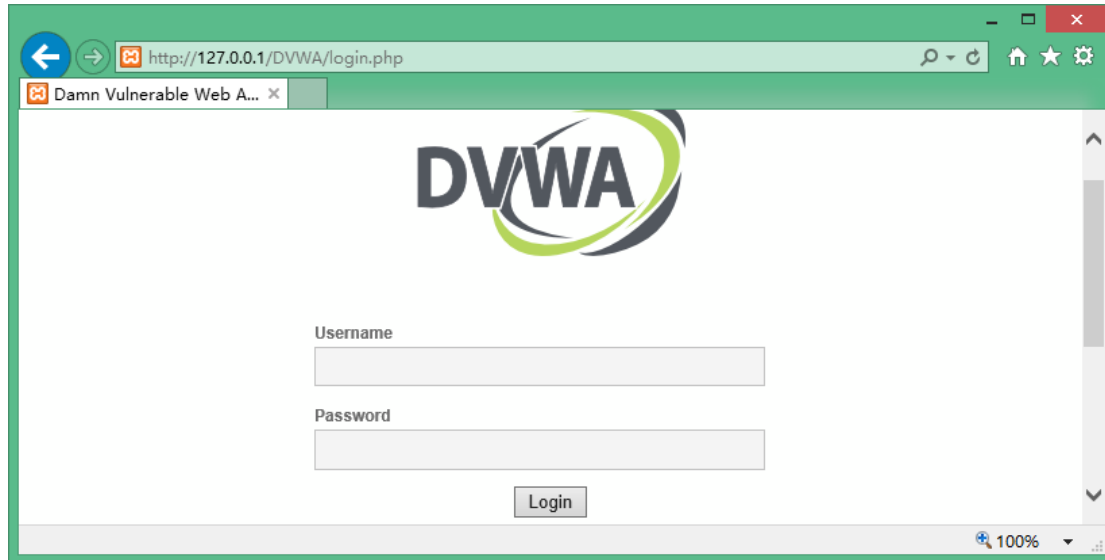 http://127.0.0.1/DVWA/login.php
Damn Vulnerable Web A...
DVWA
Username
Password
Login
100%